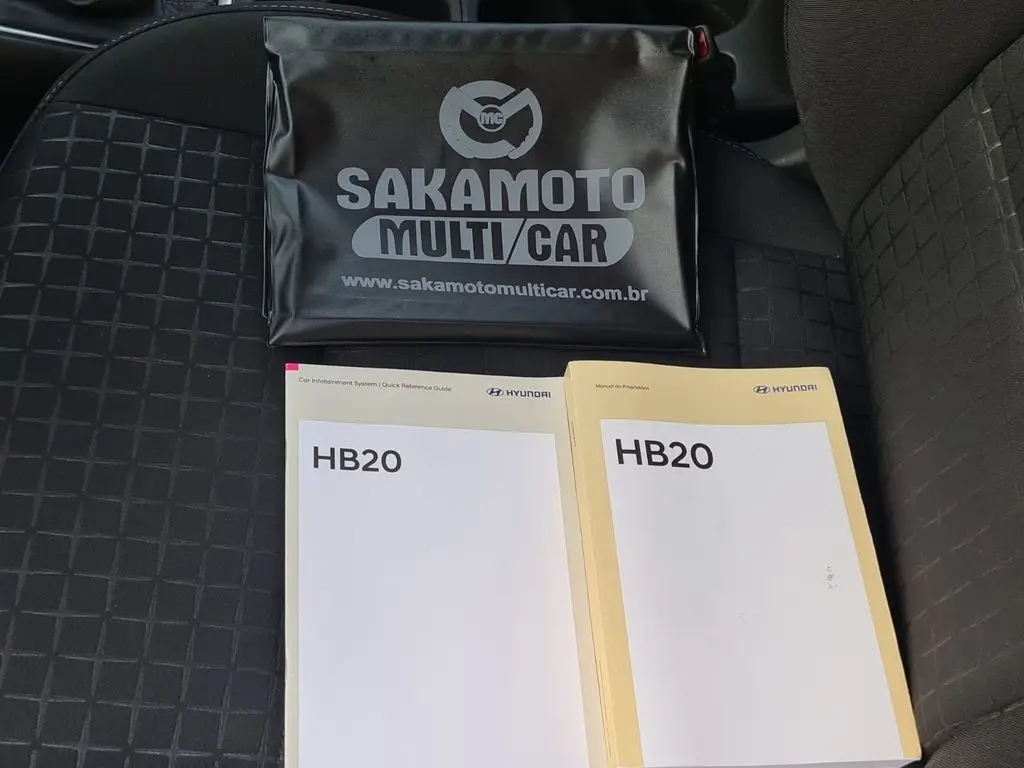 MC
SAKAMOTO
MULTI/CAR
www.sakamotomulticar.com.br
Car Infotainment System | Quick Reference Guide
HYUNDAI
HB20
Manual do Proprietário
HYUNDAI
HB20